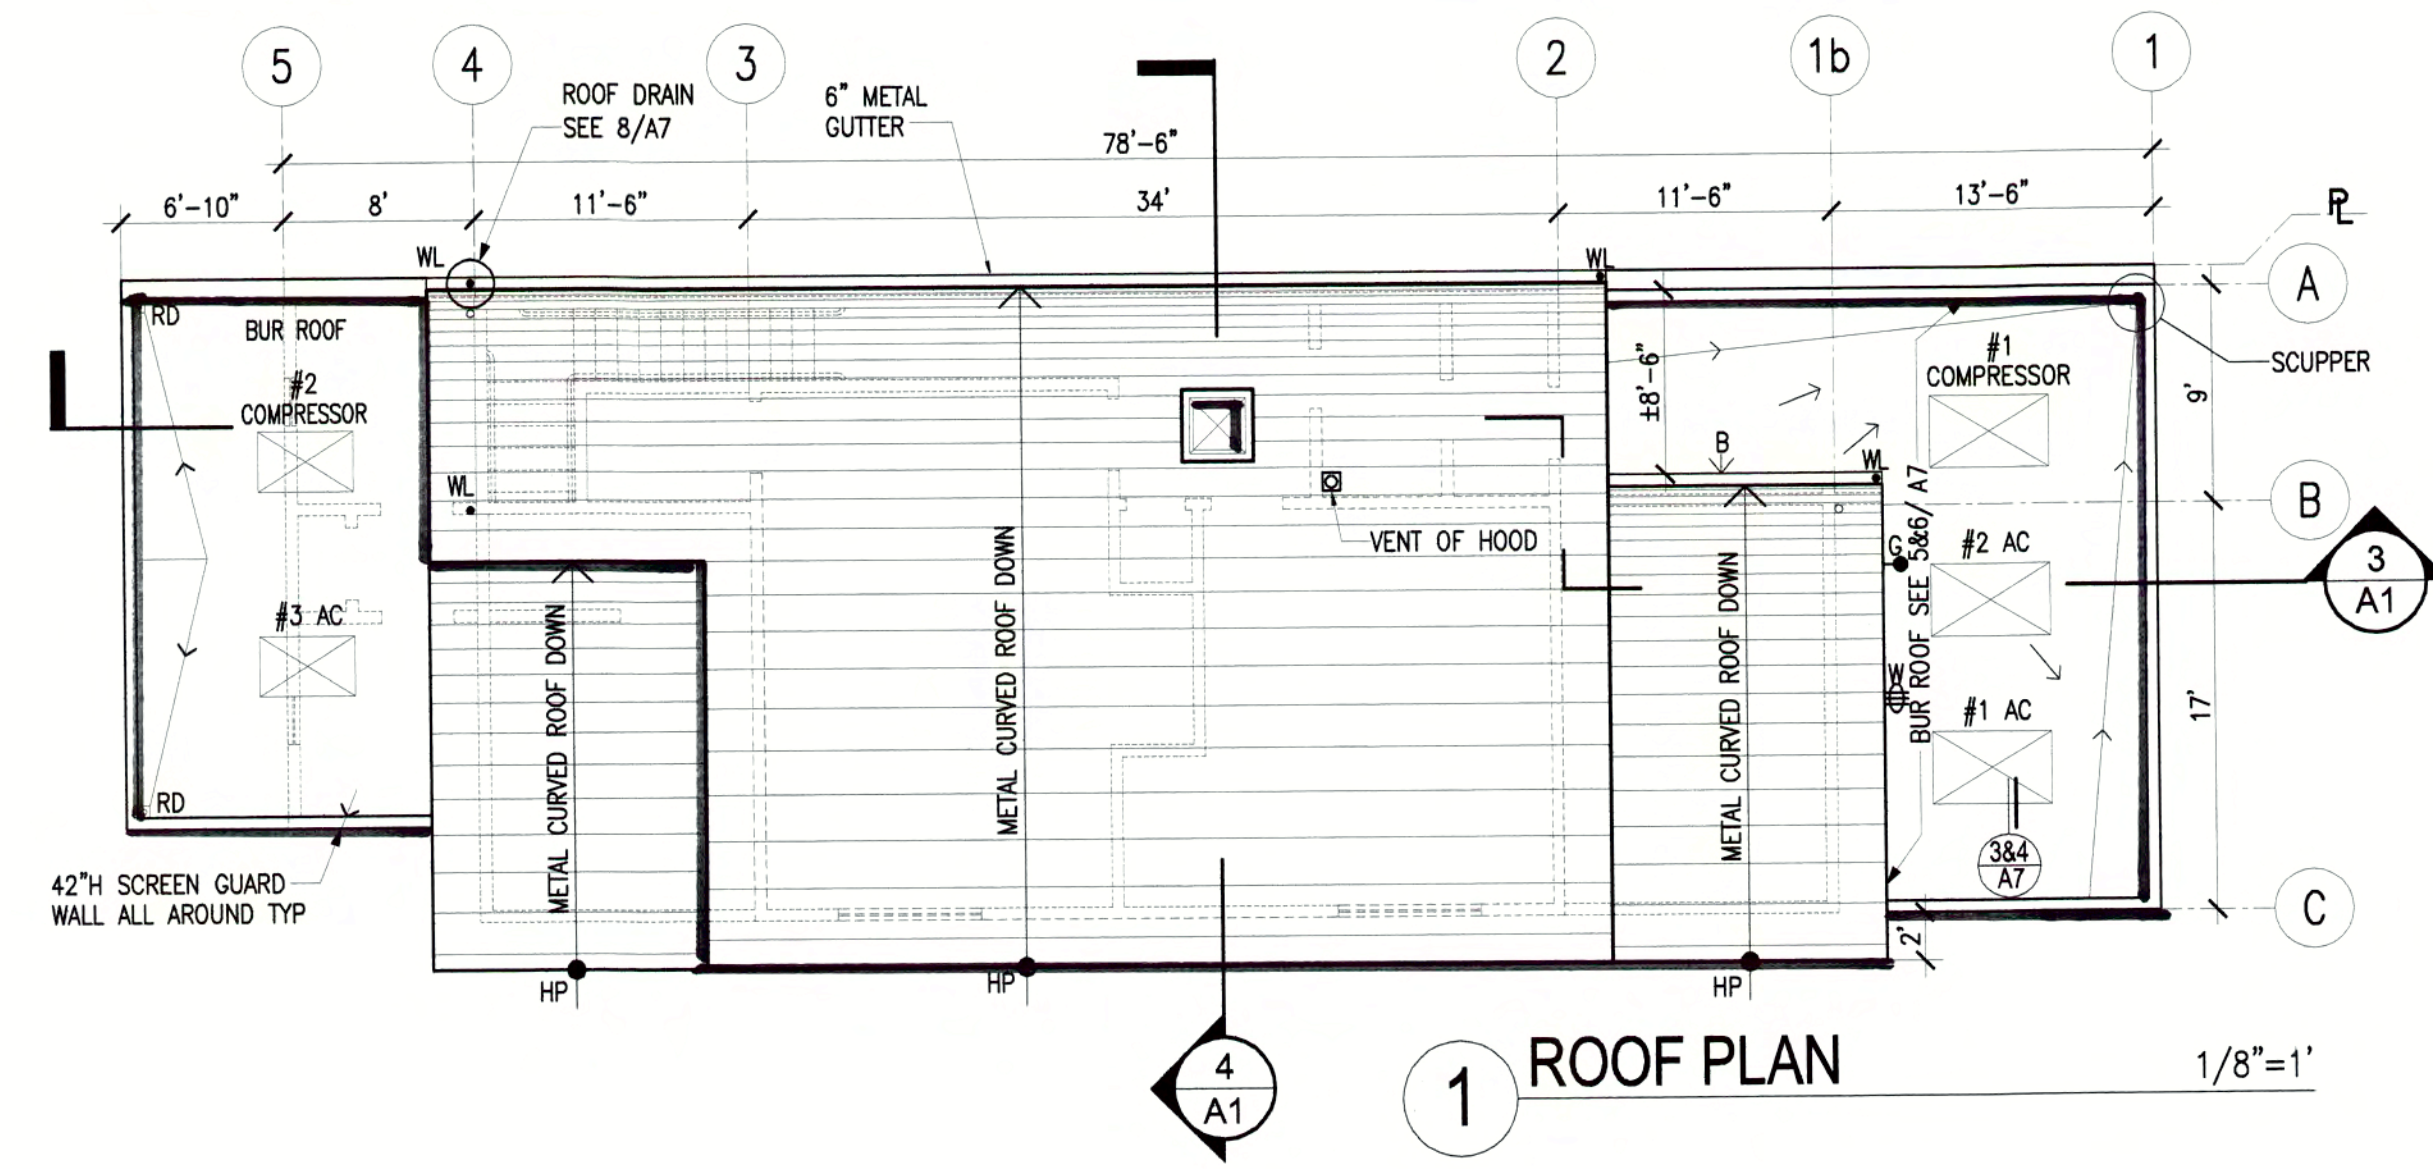 5
4
3
2
1b
1
ROOF DRAIN
SEE 8/A7
6" METAL
GUTTER
78'-6"
6'-10"
8'
11'-6"
34'
11'-6"
13'-6"
PL
WL
WL
A
RD
BUR ROOF
#2
COMPRESSOR
±8'-6"
#1
COMPRESSOR
SCUPPER
9'
B
WL
WL
B
VENT OF HOOD
G
#2 AC
3
A1
#3 AC
METAL CURVED ROOF DOWN
METAL CURVED ROOF DOWN
METAL CURVED ROOF DOWN
BUR ROOF SEE 5&6/ A7
W
#1 AC
17'
RD
3&4
A7
42"H SCREEN GUARD
WALL ALL AROUND TYP
C
2'
HP
HP
HP
4
A1
1
ROOF PLAN
1/8"=1'